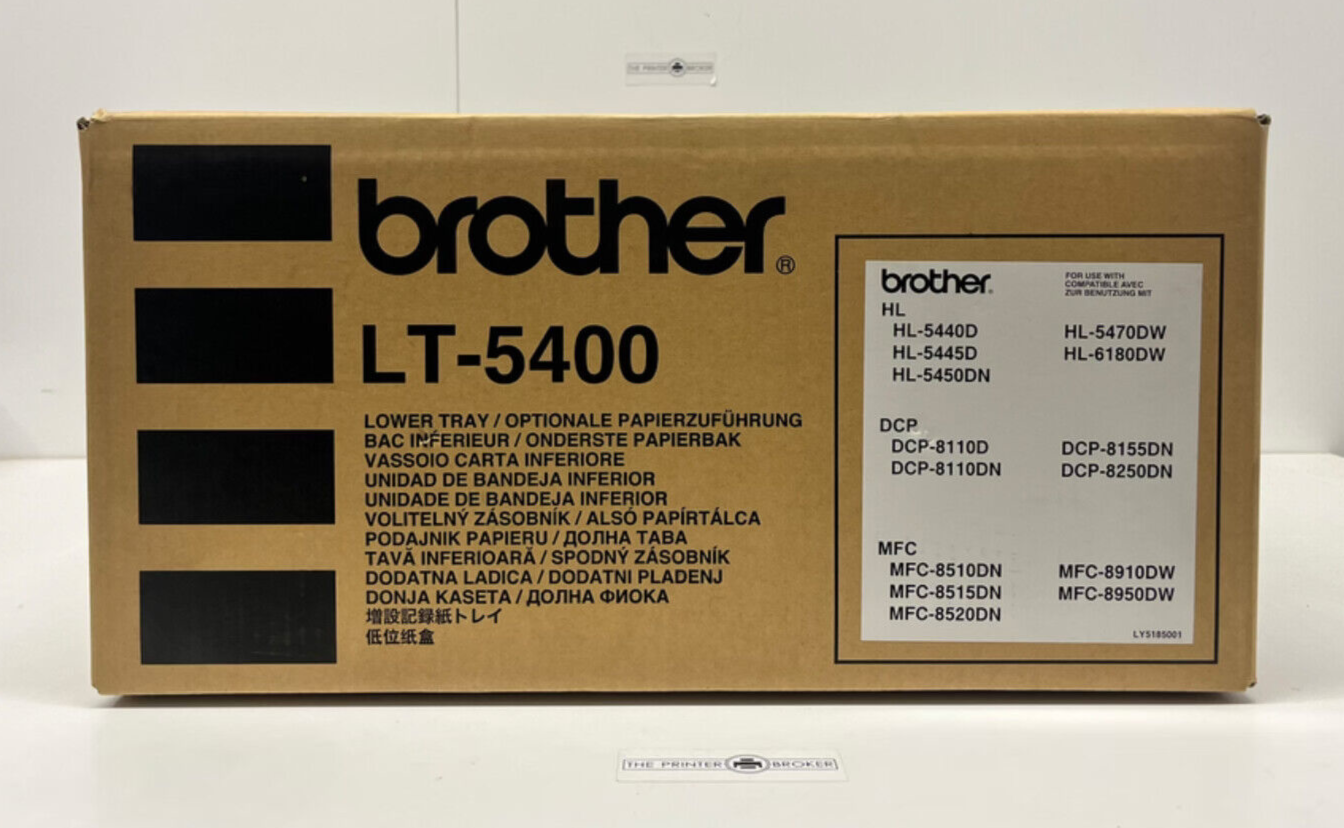 THE PRINTER BROKER
brother®
LT-5400
LOWER TRAY / OPTIONALE PAPIERZUFÜHRUNG
BAC INFÉRIEUR / ONDERSTE PAPIERBAK
VASSOIO CARTA INFERIORE
UNIDAD DE BANDEJA INFERIOR
UNIDADE DE BANDEJA INFERIOR
VOLITELNÝ ZÁSOBNÍK / ALSÓ PAPÍRTÁLCA
PODAJNIK PAPIERU / ДОЛНА ТАВА
TAVĂ INFERIOARĂ / SPODNÝ ZÁSOBNÍK
DODATNA LADICA / DODATNI PLADENJ
DONJA KASETA / ДОЛНА ФИОКА
増設記録紙トレイ
低位纸盒
brother
FOR USE WITH
COMPATIBLE AVEC
ZUR BENUTZUNG MIT
HL
HL-5440D HL-5470DW
HL-5445D HL-6180DW
HL-5450DN
DCP
DCP-8110D DCP-8155DN
DCP-8110DN DCP-8250DN
MFC
MFC-8510DN MFC-8910DW
MFC-8515DN MFC-8950DW
MFC-8520DN
LY5185001
THE PRINTER BROKER